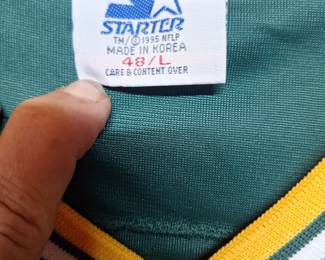 STARTER
TM/© 1995 NFLP
MADE IN KOREA
48/L
CARE & CONTENT OVER